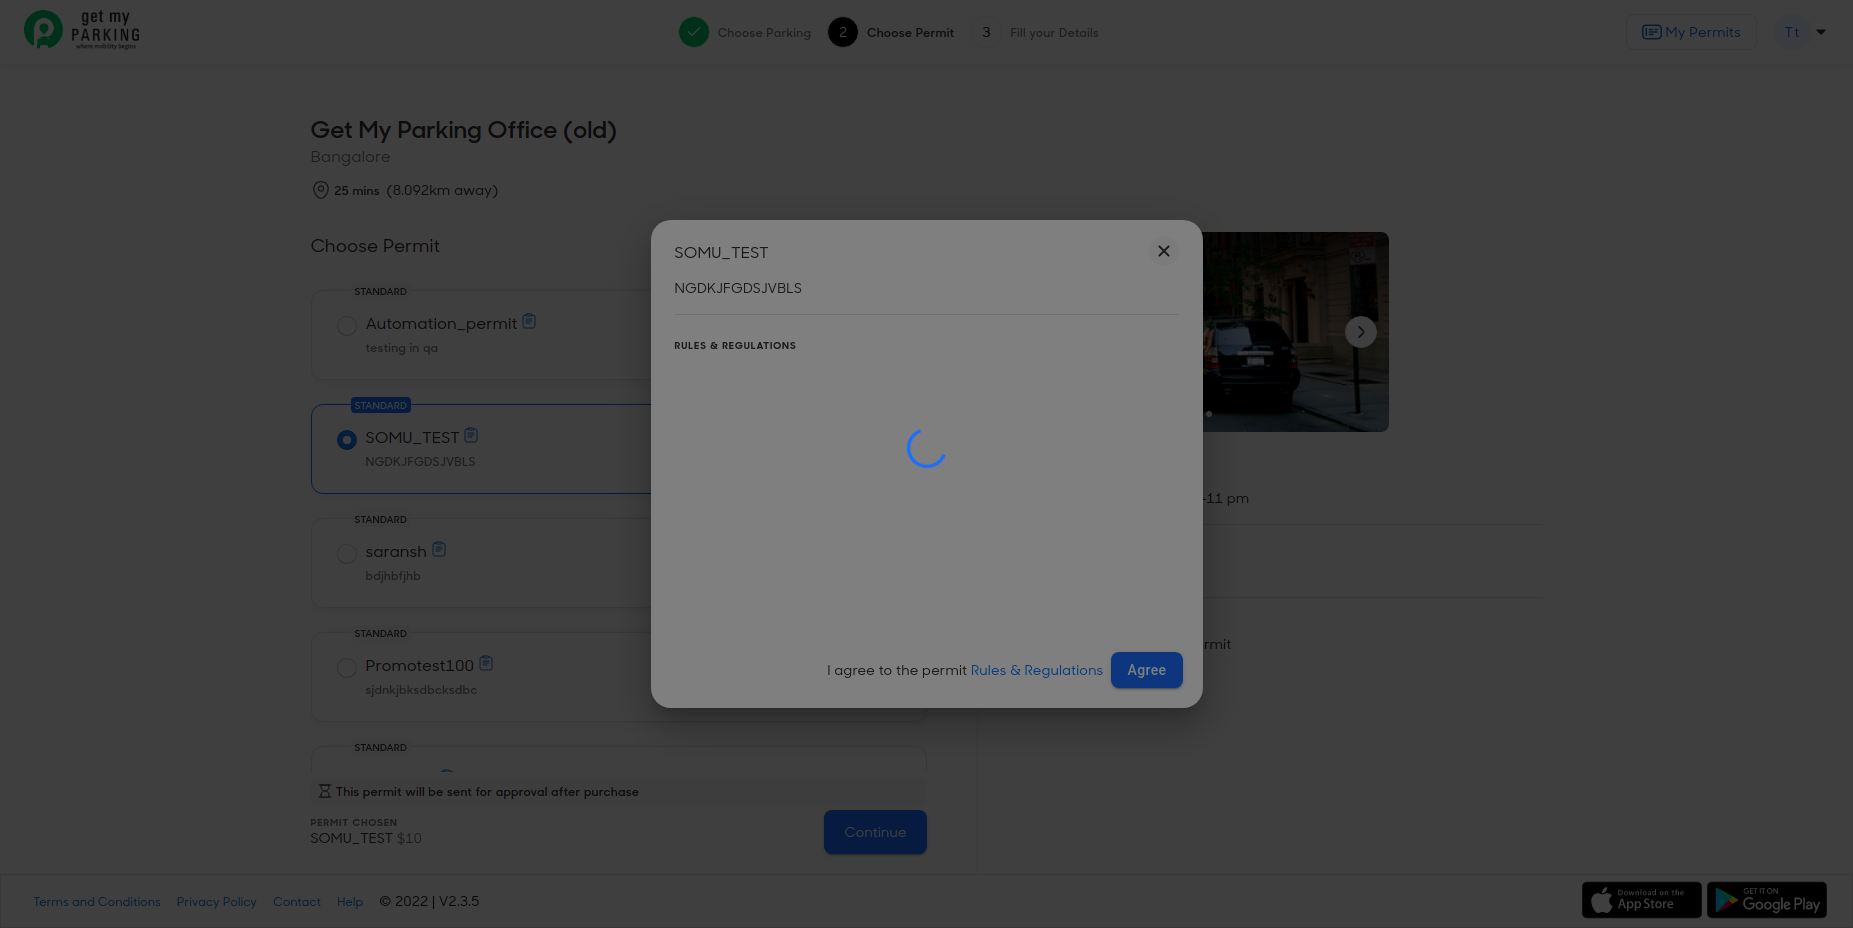 get my
PARKING
where mobility begins
Choose Parking
2 Choose Permit
3 Fill your Details
My Permits
Tt
Get My Parking Office (old)
Bangalore
25 mins (8.092km away)
Choose Permit
STANDARD
Automation_permit
testing in qa
STANDARD
SOMU_TEST
NGDKJFGDSJVBLS
STANDARD
saransh
bdjhbfjhb
STANDARD
Promotest100
sjdnkjbksdbcksdbc
STANDARD
This permit will be sent for approval after purchase
PERMIT CHOSEN
SOMU_TEST $10
Continue
SOMU_TEST
NGDKJFGDSJVBLS
RULES & REGULATIONS
I agree to the permit Rules & Regulations
Agree
-11 pm
rmit
Terms and Conditions Privacy Policy Contact Help © 2022 | V2.3.5
Download on the
App Store
GET IT ON
Google Play